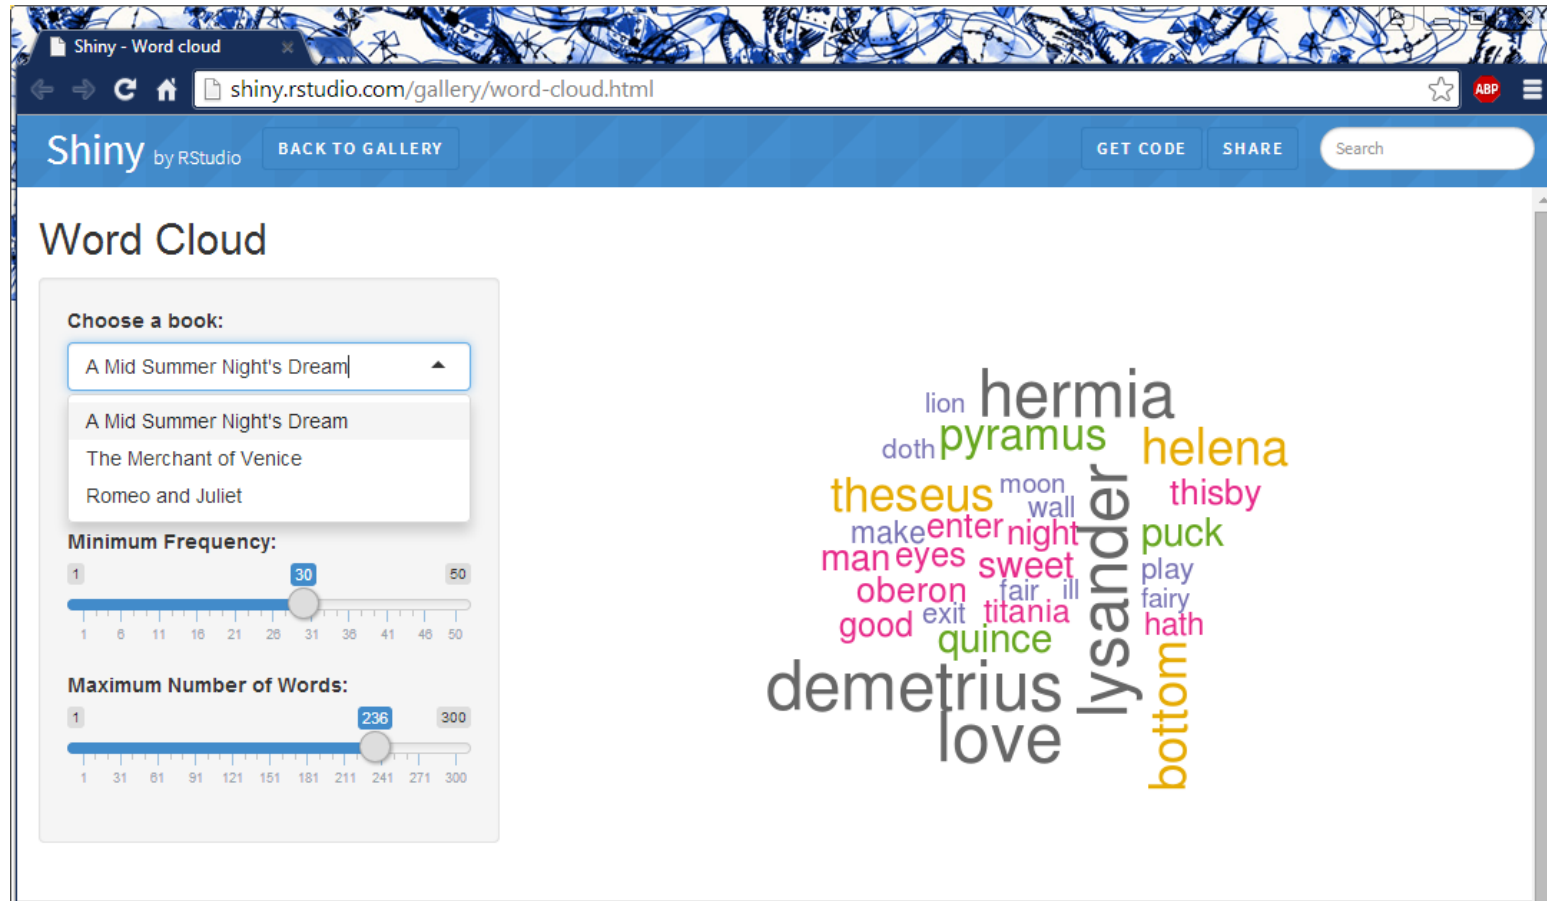 Shiny - Word cloud
shiny.rstudio.com/gallery/word-cloud.html
ABP
Shiny by RStudio
BACK TO GALLERY
GET CODE
SHARE
Search
Word Cloud
Choose a book:
A Mid Summer Night's Dream
A Mid Summer Night's Dream
The Merchant of Venice
Romeo and Juliet
Minimum Frequency:
1 30 50
1 6 11 16 21 26 31 36 41 46 50
Maximum Number of Words:
1 236 300
1 31 61 91 121 151 181 211 241 271 300
lion hermia
doth pyramus helena
theseus moon thisby
wall
make enter night puck
man eyes sweet play
oberon fair ill fairy
good exit titania hath
quince
lysander
demetrius
love
bottom